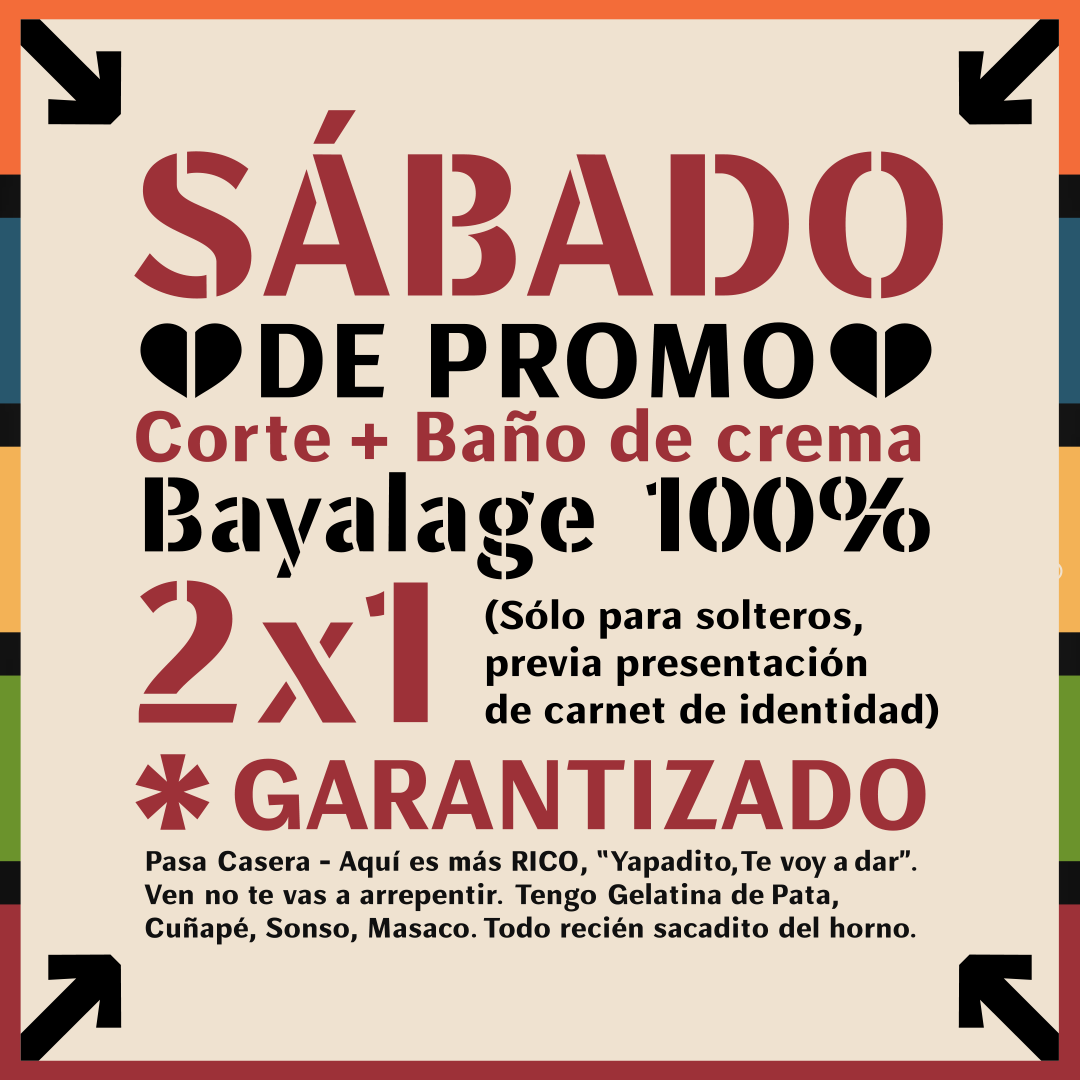 SÁBADO
DE PROMO
Corte + Baño de crema
Bayalage 100%
2x1
(Sólo para solteros,
previa presentación
de carnet de identidad)
* GARANTIZADO
Pasa Casera - Aquí es más RICO, “Yapadito, Te voy a dar”.
Ven no te vas a arrepentir. Tengo Gelatina de Pata,
Cuñapé, Sonso, Masaco. Todo recién sacadito del horno.